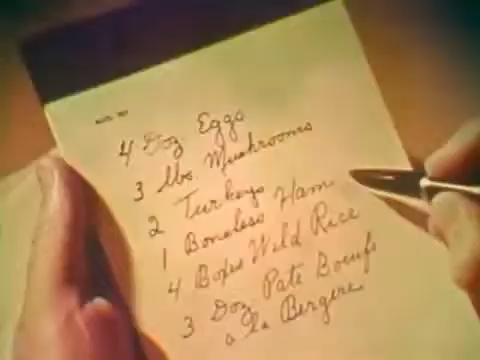 4 Doz. Eggs
3 lbs. Mushrooms
2 Turkeys
1 Boneless Ham
4 Boxes Wild Rice
3 Doz. Pate Boeufs
a la Bergere